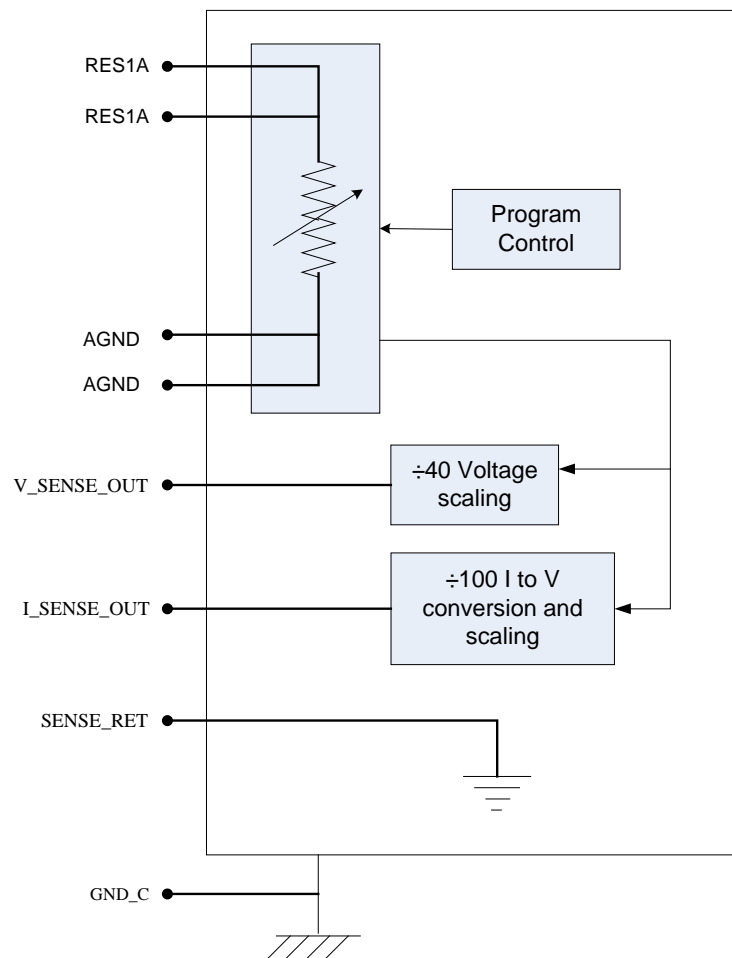 RES1A
RES1A
Program
Control
AGND
AGND
÷40 Voltage
scaling
V_SENSE_OUT
÷100 I to V
conversion and
scaling
I_SENSE_OUT
SENSE_RET
GND_C